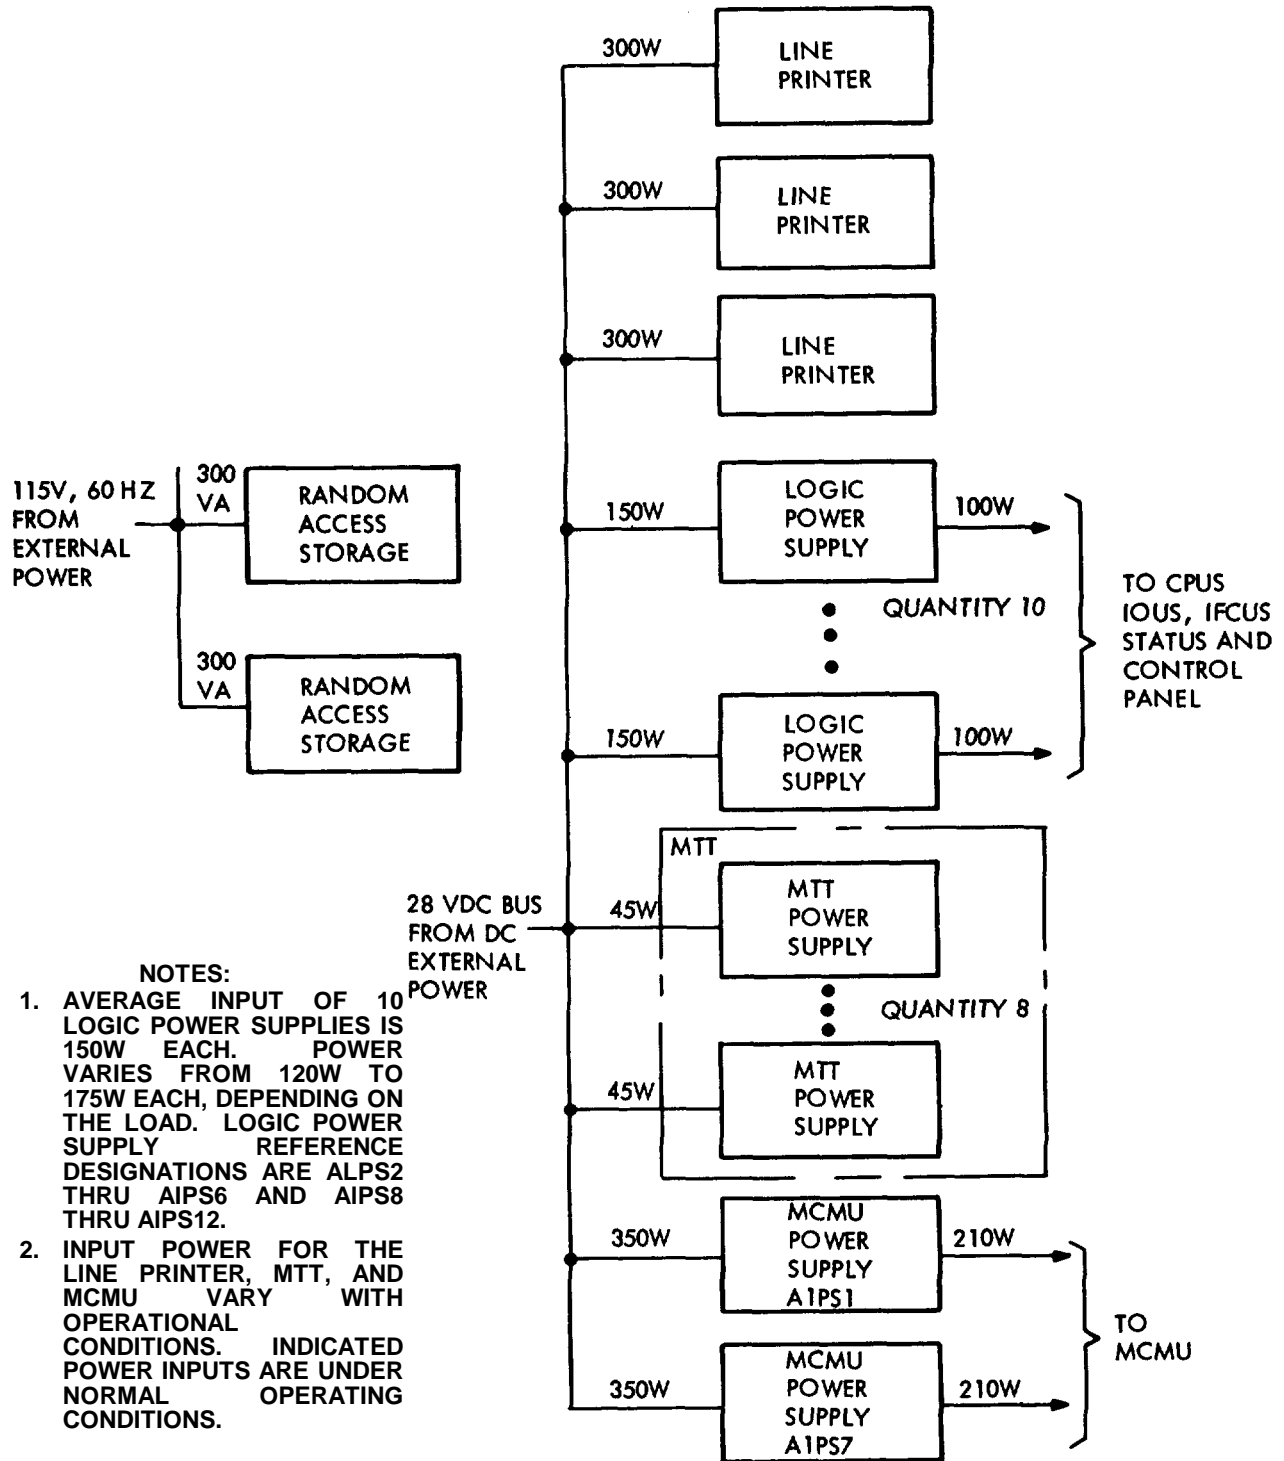 300W
LINE
PRINTER
300W
LINE
PRINTER
300W
LINE
PRINTER
115V, 60 HZ
FROM
EXTERNAL
POWER
300
VA
RANDOM
ACCESS
STORAGE
300
VA
RANDOM
ACCESS
STORAGE
150W
LOGIC
POWER
SUPPLY
100W
QUANTITY 10
150W
LOGIC
POWER
SUPPLY
100W
TO CPUS
IOUS, IFCUS
STATUS AND
CONTROL
PANEL
MTT
28 VDC BUS
FROM DC
EXTERNAL
POWER
45W
MTT
POWER
SUPPLY
QUANTITY 8
45W
MTT
POWER
SUPPLY
350W
MCMU
POWER
SUPPLY
A1PS1
210W
350W
MCMU
POWER
SUPPLY
A1PS7
210W
TO
MCMU
NOTES:
1. AVERAGE INPUT OF 10
LOGIC POWER SUPPLIES IS
150W EACH. POWER
VARIES FROM 120W TO
175W EACH, DEPENDING ON
THE LOAD. LOGIC POWER
SUPPLY REFERENCE
DESIGNATIONS ARE ALPS2
THRU AIPS6 AND AIPS8
THRU AIPS12.
2. INPUT POWER FOR THE
LINE PRINTER, MTT, AND
MCMU VARY WITH
OPERATIONAL
CONDITIONS. INDICATED
POWER INPUTS ARE UNDER
NORMAL OPERATING
CONDITIONS.